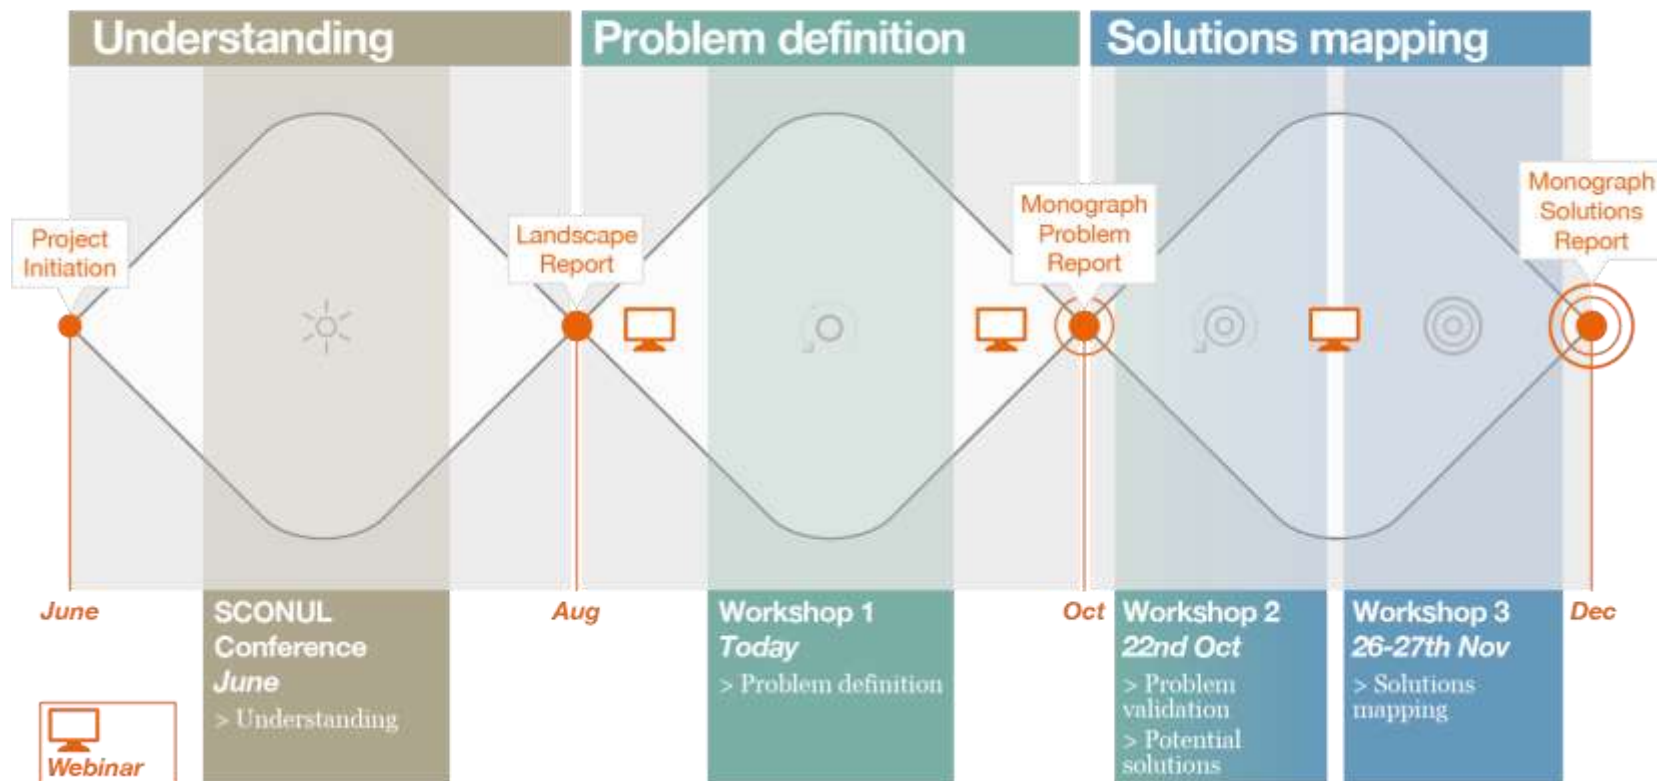 Understanding
Problem definition
Solutions mapping
Project
Initiation
Landscape
Report
Monograph
Problem
Report
Monograph
Solutions
Report
June
Aug
Oct
Dec
SCONUL
Conference
June
> Understanding
Workshop 1
Today
> Problem definition
Workshop 2
22nd Oct
> Problem
validation
> Potential
solutions
Workshop 3
26-27th Nov
> Solutions
mapping
Webinar